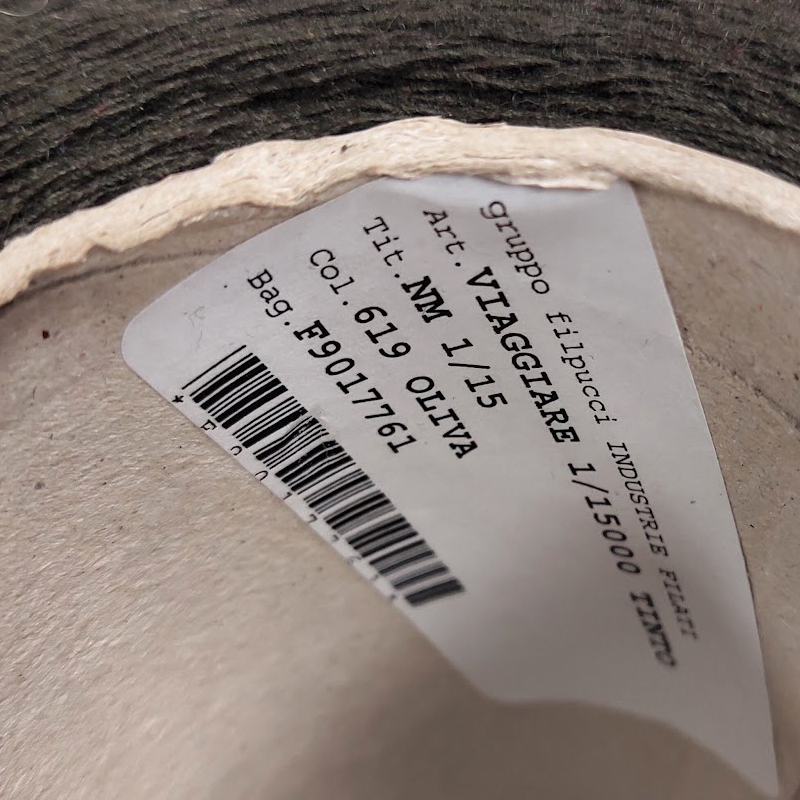 gruppo filpucci INDUSTRIE FILATI
Art. VIAGGIARE 1/15000 TINTO
Tit. NM 1/15
Col. 619 OLIVA
Bag. F9017761